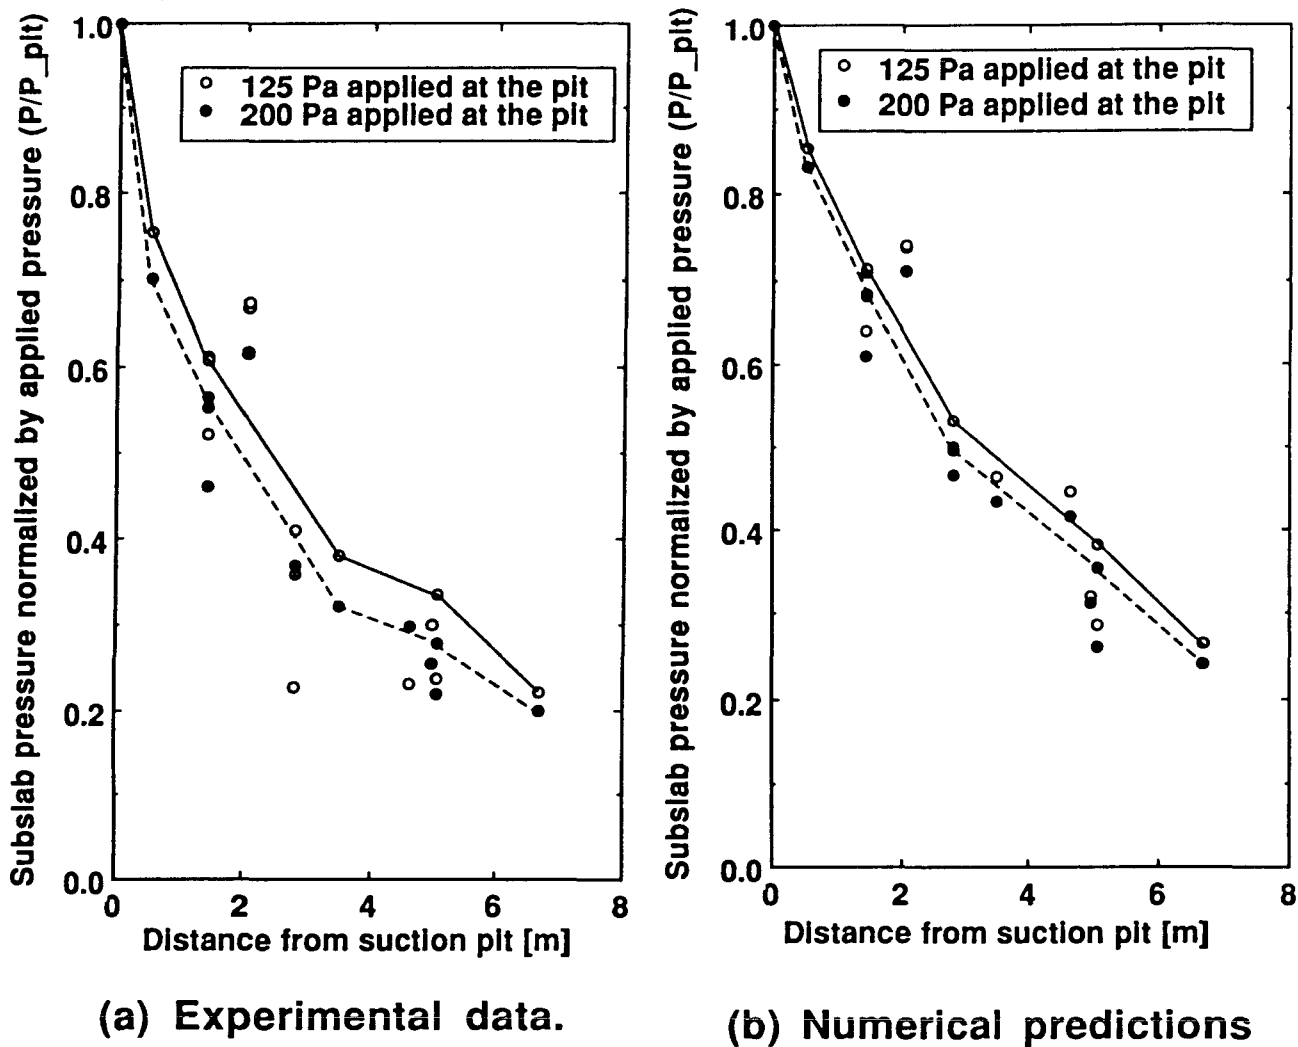 Subslab pressure normalized by applied pressure (P/P_pit)
1.0
0.8
0.6
0.4
0.2
0.0
125 Pa applied at the pit
200 Pa applied at the pit
0
2
4
6
8
Distance from suction pit [m]
(a) Experimental data.
Subslab pressure normalized by applied pressure (P/P_pit)
1.0
0.8
0.6
0.4
0.2
0.0
125 Pa applied at the pit
200 Pa applied at the pit
0
2
4
6
8
Distance from suction pit [m]
(b) Numerical predictions